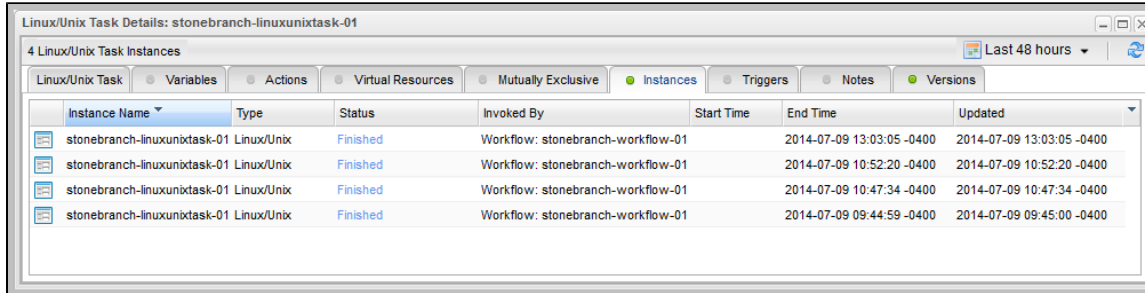 Linux/Unix Task Details: stonebranch-linuxunixtask-01
4 Linux/Unix Task Instances Last 48 hours
Linux/Unix Task Variables Actions Virtual Resources Mutually Exclusive Instances Triggers Notes Versions
Instance Name Type Status Invoked By Start Time End Time Updated
stonebranch-linuxunixtask-01 Linux/Unix Finished Workflow: stonebranch-workflow-01 2014-07-09 13:03:05 -0400 2014-07-09 13:03:05 -0400
stonebranch-linuxunixtask-01 Linux/Unix Finished Workflow: stonebranch-workflow-01 2014-07-09 10:52:20 -0400 2014-07-09 10:52:20 -0400
stonebranch-linuxunixtask-01 Linux/Unix Finished Workflow: stonebranch-workflow-01 2014-07-09 10:47:34 -0400 2014-07-09 10:47:34 -0400
stonebranch-linuxunixtask-01 Linux/Unix Finished Workflow: stonebranch-workflow-01 2014-07-09 09:44:59 -0400 2014-07-09 09:45:00 -0400